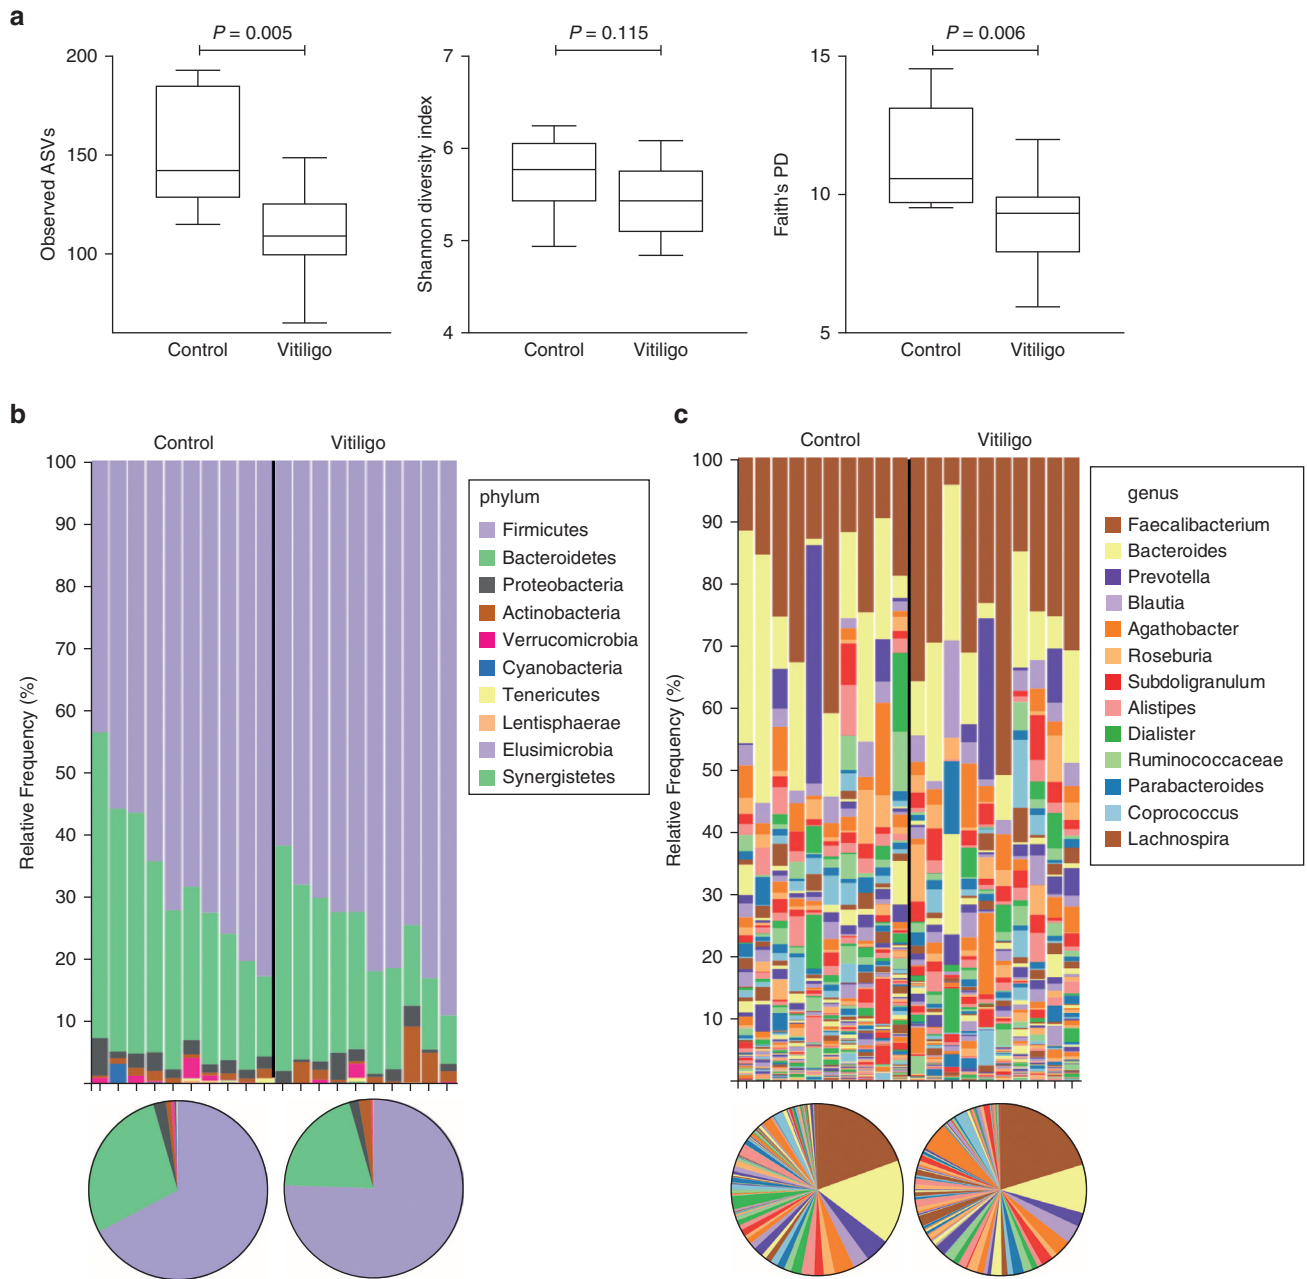 a
P = 0.005
P = 0.115
P = 0.006
200
150
100
Observed ASVs
Control
Vitiligo
7
6
5
4
Shannon diversity index
Control
Vitiligo
15
10
5
Faith's PD
Control
Vitiligo
b
Control
Vitiligo
100
90
80
70
60
50
40
30
20
10
Relative Frequency (%)
phylum
Firmicutes
Bacteroidetes
Proteobacteria
Actinobacteria
Verrucomicrobia
Cyanobacteria
Tenericutes
Lentisphaerae
Elusimicrobia
Synergistetes
c
Control
Vitiligo
100
90
80
70
60
50
40
30
20
10
Relative Frequency (%)
genus
Faecalibacterium
Bacteroides
Prevotella
Blautia
Agathobacter
Roseburia
Subdoligranulum
Alistipes
Dialister
Ruminococcaceae
Parabacteroides
Coprococcus
Lachnospira